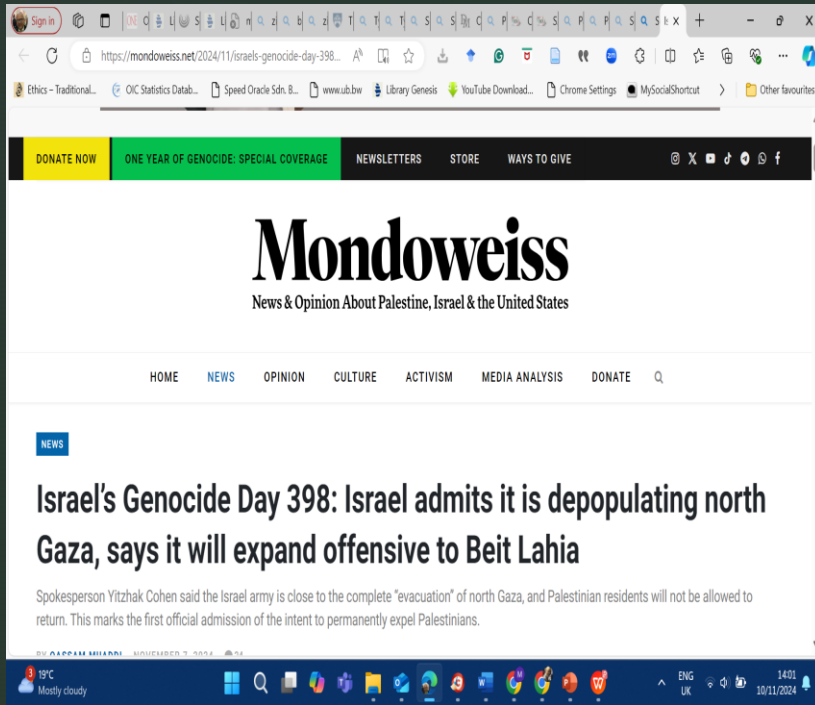 Sign in
https://mondoweiss.net/2024/11/israels-genocide-day-398...
Ethics – Traditional... OIC Statistics Datab... Speed Oracle Sdn. B... www.ub.bw Library Genesis YouTube Download... Chrome Settings MySocialShortcut Other favourites
DONATE NOW ONE YEAR OF GENOCIDE: SPECIAL COVERAGE NEWSLETTERS STORE WAYS TO GIVE
Mondoweiss
News & Opinion About Palestine, Israel & the United States
HOME NEWS OPINION CULTURE ACTIVISM MEDIA ANALYSIS DONATE
NEWS
Israel's Genocide Day 398: Israel admits it is depopulating north
Gaza, says it will expand offensive to Beit Lahia
Spokesperson Yitzhak Cohen said the Israel army is close to the complete "evacuation" of north Gaza, and Palestinian residents will not be allowed to
return. This marks the first official admission of the intent to permanently expel Palestinians.
3 19°C
Mostly cloudy
ENG
UK
14:01
10/11/2024